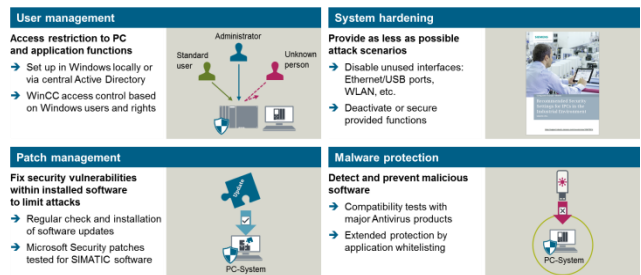 User management
Access restriction to PC
and application functions
→ Set up in Windows locally or
via central Active Directory
→ WinCC access control based
on Windows users and rights
Administrator
Standard
user
Unknown
person
System hardening
Provide as less as possible
attack scenarios
→ Disable unused interfaces:
Ethernet/USB ports,
WLAN, etc.
→ Deactivate or secure
provided functions
Patch management
Fix security vulnerabilities
within installed software
to limit attacks
→ Regular check and installation
of software updates
→ Microsoft Security patches
tested for SIMATIC software
Update
PC-System
Malware protection
Detect and prevent malicious
software
→ Compatibility tests with
major Antivirus products
→ Extended protection by
application whitelisting
PC-System